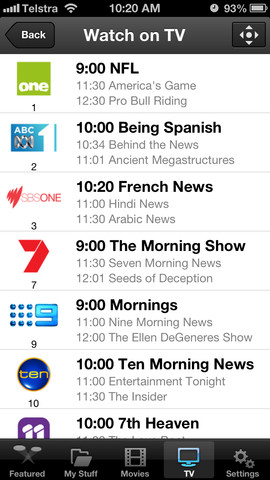 Telstra 10:20 AM 93%
Back Watch on TV
one
1
9:00 NFL
11:30 America's Game
12:30 Pro Bull Riding
ABC 1
2
10:00 Being Spanish
10:34 Behind the News
11:01 Ancient Megastructures
SBS ONE
3
10:20 French News
11:00 Hindi News
11:30 Arabic News
7
7
9:00 The Morning Show
11:30 Seven Morning News
12:01 Seeds of Deception
9
9
9:00 Mornings
11:00 Nine Morning News
12:00 The Ellen DeGeneres Show
ten
10
10:00 Ten Morning News
11:00 Entertainment Tonight
11:30 The Insider
11
10:00 7th Heaven
Featured My Stuff Movies TV Settings